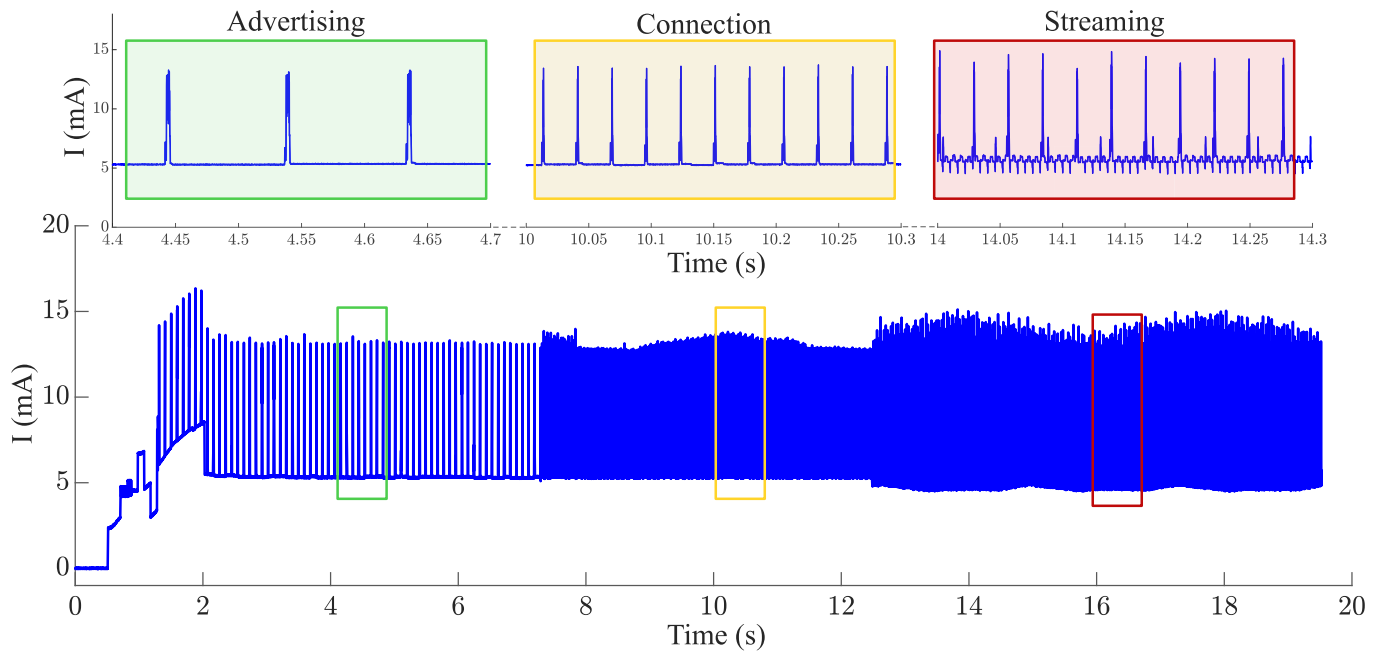 Advertising Connection Streaming
15
10
5
0
I (mA)
4.4 4.45 4.5 4.55 4.6 4.65 4.7 10 10.05 10.1 10.15 10.2 10.25 10.3 14 14.05 14.1 14.15 14.2 14.25 14.3
Time (s)
20
15
10
5
0
I (mA)
0 2 4 6 8 10 12 14 16 18 20
Time (s)